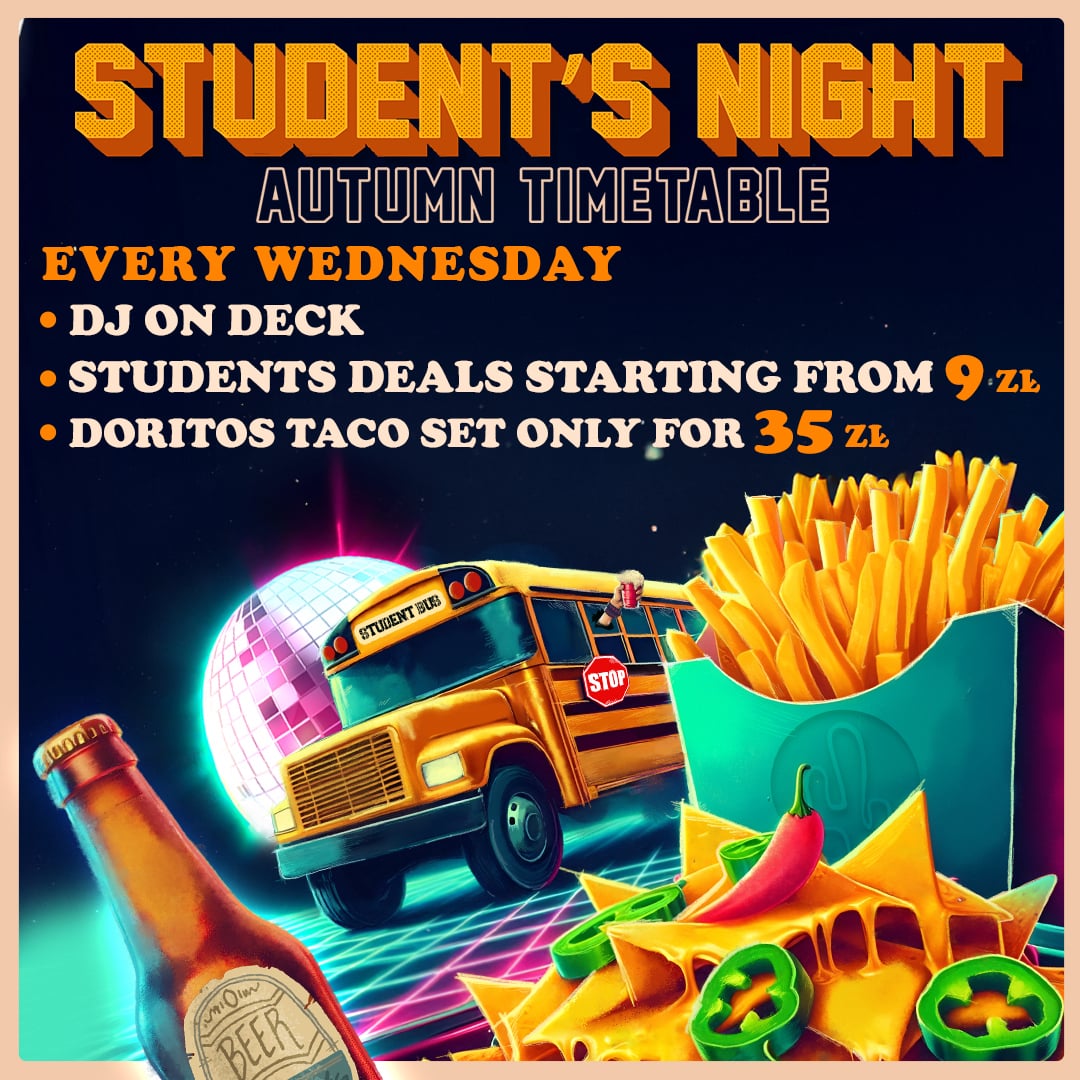 STUDENT'S NIGHT
AUTUMN TIMETABLE
EVERY WEDNESDAY
• DJ ON DECK
• STUDENTS DEALS STARTING FROM 9 ZŁ
• DORITOS TACO SET ONLY FOR 35 ZŁ
STUDENT BUS
STOP
BEER